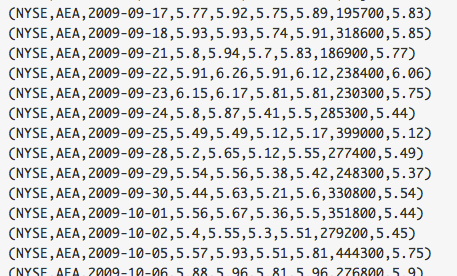 (NYSE,AEA,2009-09-17,5.77,5.92,5.75,5.89,195700,5.83)
(NYSE,AEA,2009-09-18,5.93,5.93,5.74,5.91,318600,5.85)
(NYSE,AEA,2009-09-21,5.8,5.94,5.7,5.83,186900,5.77)
(NYSE,AEA,2009-09-22,5.91,6.26,5.91,6.12,238400,6.06)
(NYSE,AEA,2009-09-23,6.15,6.17,5.81,5.81,230300,5.75)
(NYSE,AEA,2009-09-24,5.8,5.87,5.41,5.5,285300,5.44)
(NYSE,AEA,2009-09-25,5.49,5.49,5.12,5.17,399000,5.12)
(NYSE,AEA,2009-09-28,5.2,5.65,5.12,5.55,277400,5.49)
(NYSE,AEA,2009-09-29,5.54,5.56,5.38,5.42,248300,5.37)
(NYSE,AEA,2009-09-30,5.44,5.63,5.21,5.6,330800,5.54)
(NYSE,AEA,2009-10-01,5.56,5.67,5.36,5.5,351800,5.44)
(NYSE,AEA,2009-10-02,5.4,5.55,5.3,5.51,279200,5.45)
(NYSE,AEA,2009-10-05,5.57,5.93,5.51,5.81,444300,5.75)
(NYSE,AEA,2009-10-06,5.88,5.96,5.81,5.96,276800,5.9)